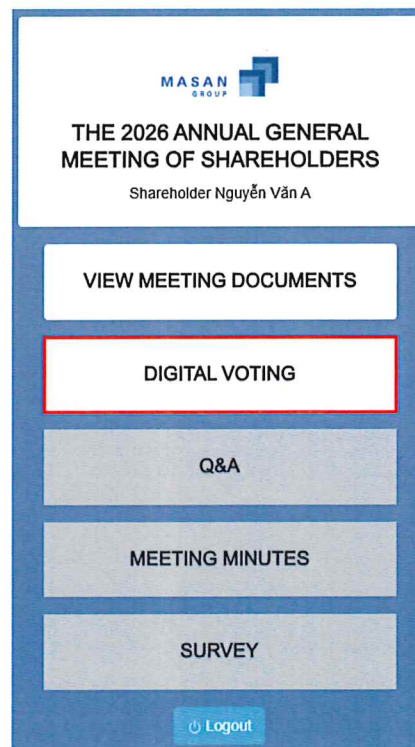 MASAN
GROUP
THE 2026 ANNUAL GENERAL
MEETING OF SHAREHOLDERS
Shareholder Nguyễn Văn A
VIEW MEETING DOCUMENTS
DIGITAL VOTING
Q&A
MEETING MINUTES
SURVEY
Logout